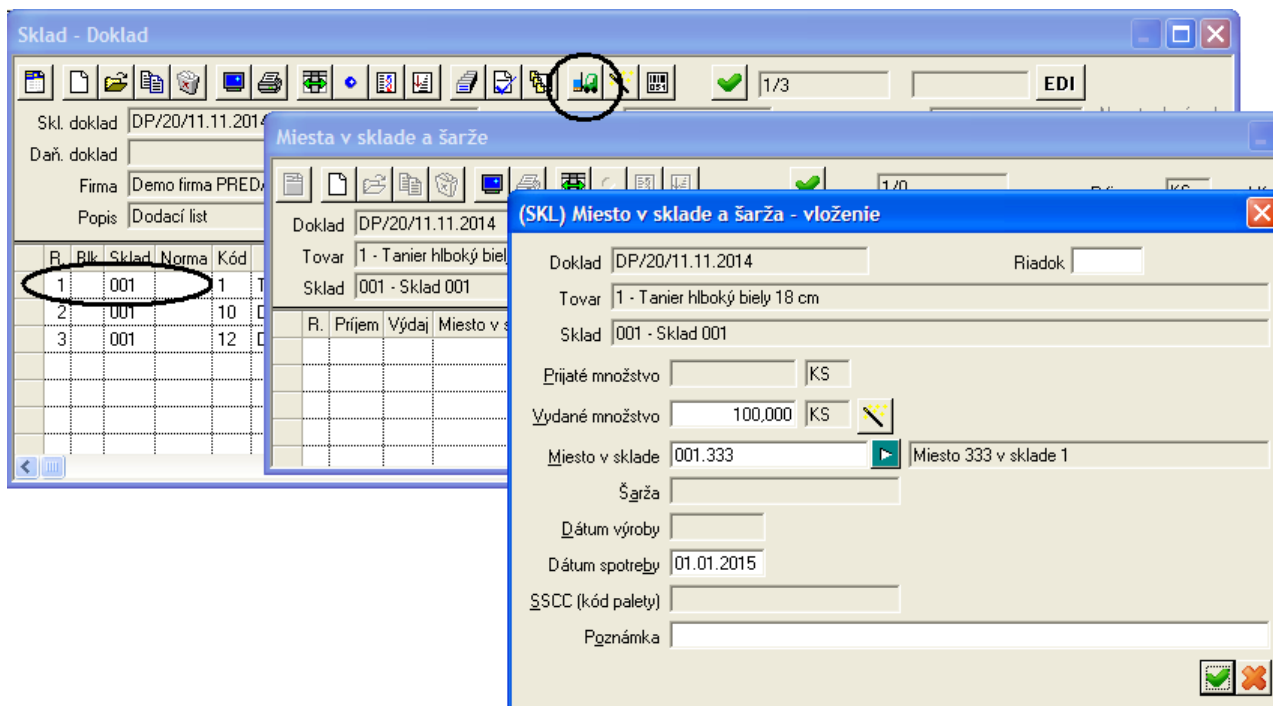 Sklad - Doklad
1/3 EDI
Skl. doklad DP/20/11.11.2014
Daň. doklad
Firma Demo firma
Popis Dodací list
R. Blk Sklad Norma Kód
1 001 1
2 001 10
3 001 12
Miesta v sklade a šarže
1/0 KS
Doklad DP/20/11.11.2014
Tovar 1 - Tanier hlboký
Sklad 001 - Sklad 001
R. Príjem Výdaj Miesto v
(SKL) Miesto v sklade a šarža - vloženie
Doklad DP/20/11.11.2014 Riadok
Tovar 1 - Tanier hlboký biely 18 cm
Sklad 001 - Sklad 001
Prijaté množstvo KS
Vydané množstvo 100,000 KS
Miesto v sklade 001.333 Miesto 333 v sklade 1
Šarža
Dátum výroby
Dátum spotreby 01.01.2015
SSCC (kód palety)
Poznámka